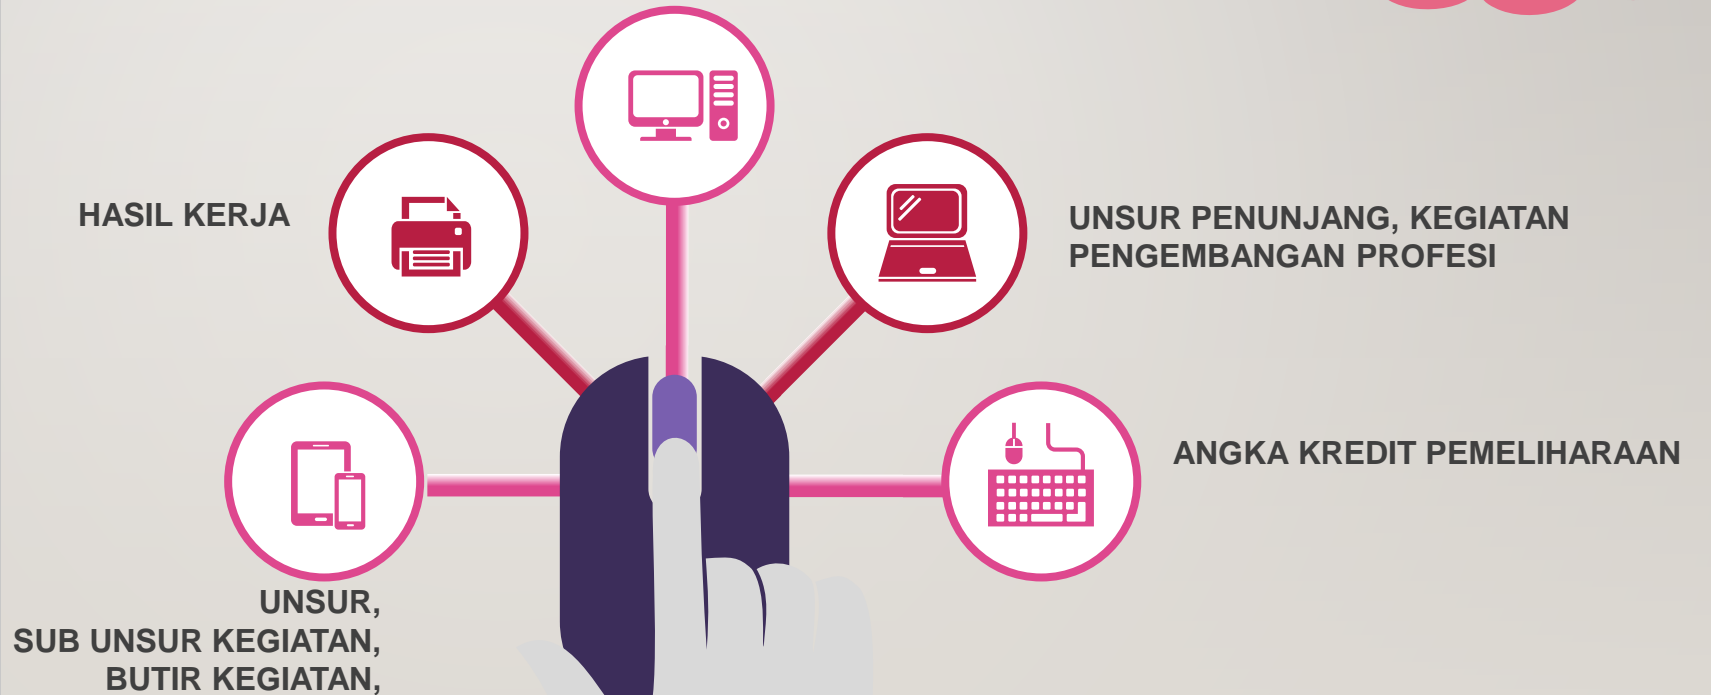 HASIL KERJA
UNSUR PENUNJANG, KEGIATAN
PENGEMBANGAN PROFESI
ANGKA KREDIT PEMELIHARAAN
UNSUR,
SUB UNSUR KEGIATAN,
BUTIR KEGIATAN,